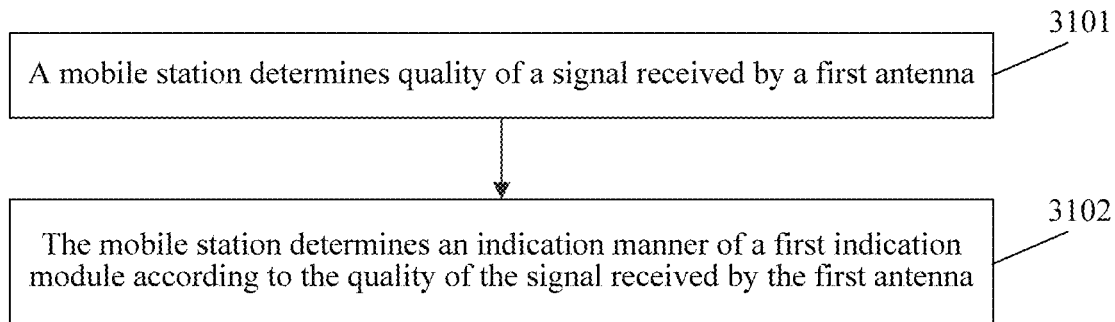 3101
A mobile station determines quality of a signal received by a first antenna
3102
The mobile station determines an indication manner of a first indication
module according to the quality of the signal received by the first antenna